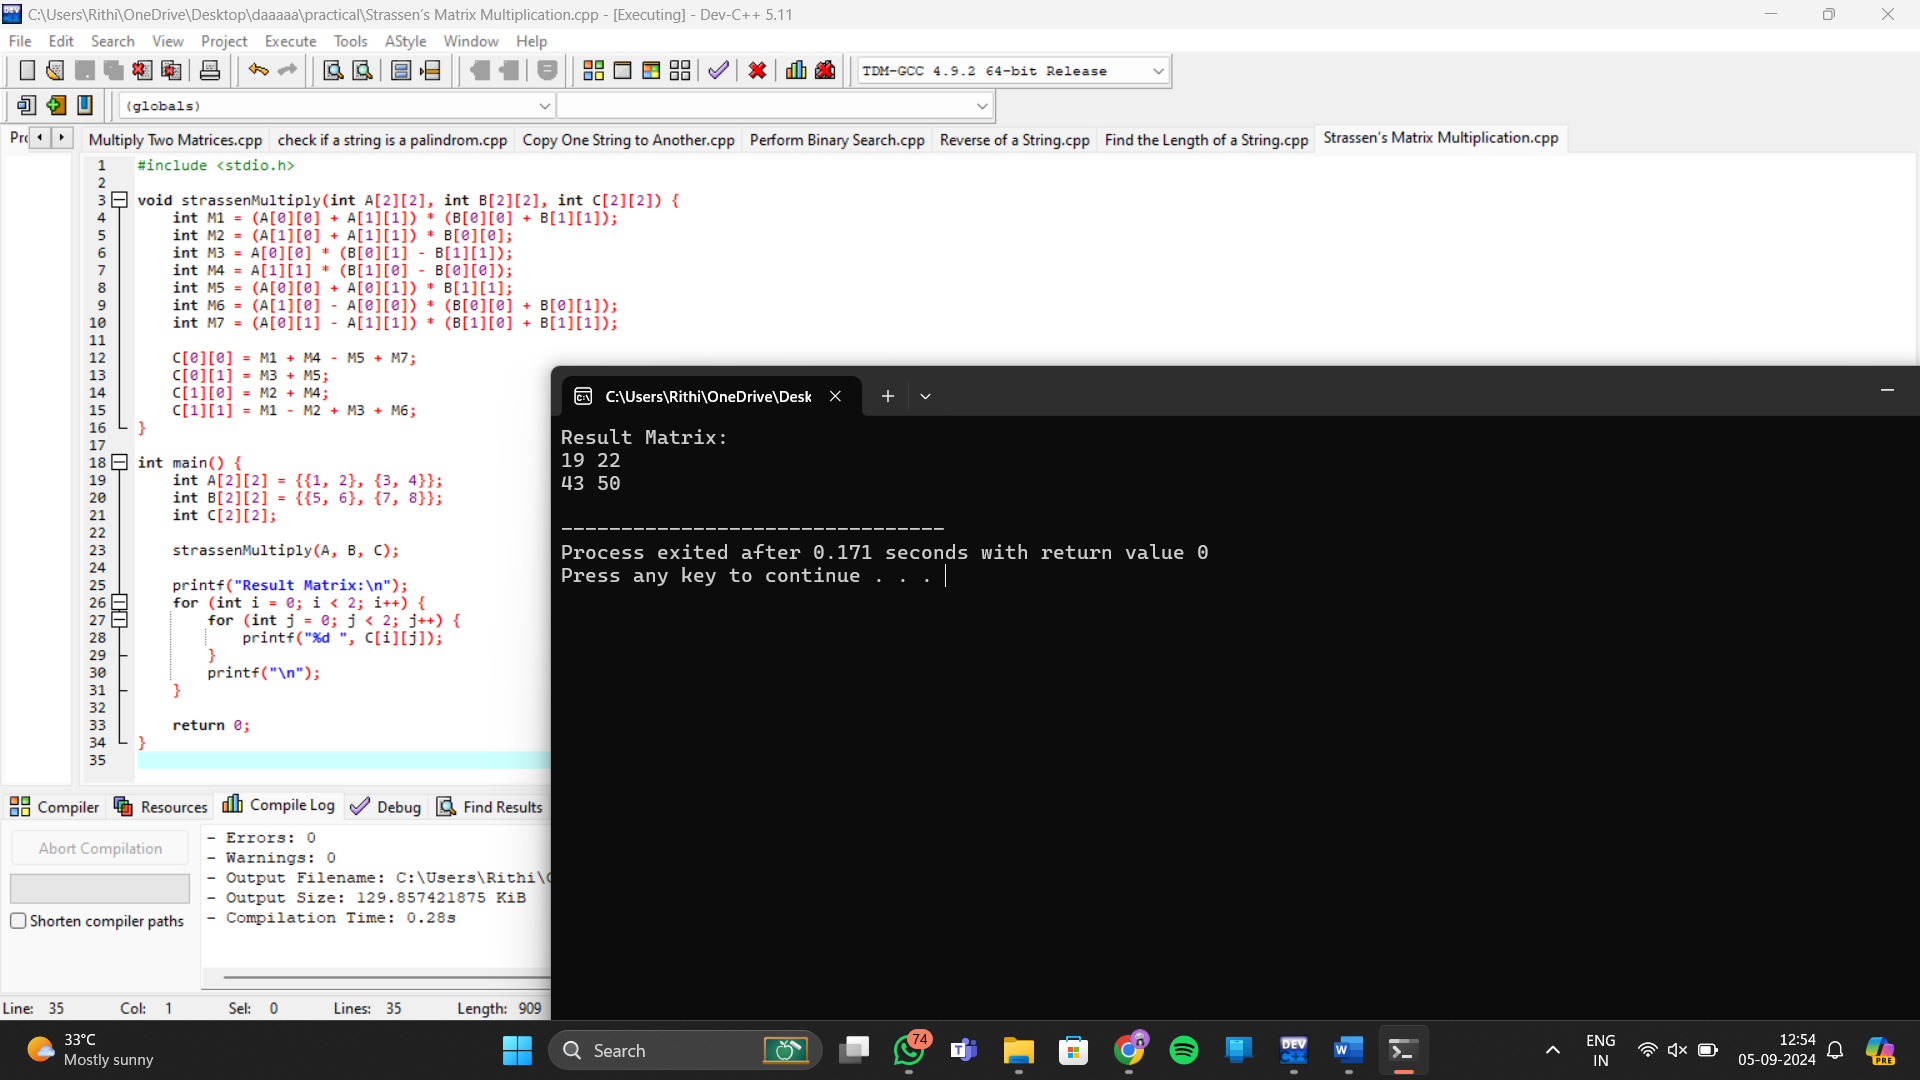 C:\Users\Rithi\OneDrive\Desktop\daaaaa\practical\Strassen's Matrix Multiplication.cpp - [Executing] - Dev-C++ 5.11
File Edit Search View Project Execute Tools AStyle Window Help
TDM-GCC 4.9.2 64-bit Release
(globals)
Multiply Two Matrices.cpp check if a string is a palindrom.cpp Copy One String to Another.cpp Perform Binary Search.cpp Reverse of a String.cpp Find the Length of a String.cpp Strassen's Matrix Multiplication.cpp
1 #include <stdio.h>
2
3 void strassenMultiply(int A[2][2], int B[2][2], int C[2][2]) {
4 int M1 = (A[0][0] + A[1][1]) * (B[0][0] + B[1][1]);
5 int M2 = (A[1][0] + A[1][1]) * B[0][0];
6 int M3 = A[0][0] * (B[0][1] - B[1][1]);
7 int M4 = A[1][1] * (B[1][0] - B[0][0]);
8 int M5 = (A[0][0] + A[0][1]) * B[1][1];
9 int M6 = (A[1][0] - A[0][0]) * (B[0][0] + B[0][1]);
10 int M7 = (A[0][1] - A[1][1]) * (B[1][0] + B[1][1]);
11
12 C[0][0] = M1 + M4 - M5 + M7;
13 C[0][1] = M3 + M5;
14 C[1][0] = M2 + M4;
15 C[1][1] = M1 - M2 + M3 + M6;
16 }
17
18 int main() {
19 int A[2][2] = {{1, 2}, {3, 4}};
20 int B[2][2] = {{5, 6}, {7, 8}};
21 int C[2][2];
22
23 strassenMultiply(A, B, C);
24
25 printf("Result Matrix:\n");
26 for (int i = 0; i < 2; i++) {
27 for (int j = 0; j < 2; j++) {
28 printf("%d ", C[i][j]);
29 }
30 printf("\n");
31 }
32
33 return 0;
34 }
35
C:\Users\Rithi\OneDrive\Desk
Result Matrix:
19 22
43 50
--------------------------------
Process exited after 0.171 seconds with return value 0
Press any key to continue . . .
Compiler Resources Compile Log Debug Find Results
Abort Compilation
Shorten compiler paths
- Errors: 0
- Warnings: 0
- Output Filename: C:\Users\Rithi\
- Output Size: 129.857421875 KiB
- Compilation Time: 0.28s
Line: 35 Col: 1 Sel: 0 Lines: 35 Length: 909
33°C
Mostly sunny
Search
74
DEV
W
PRE
ENG
IN
12:54
05-09-2024